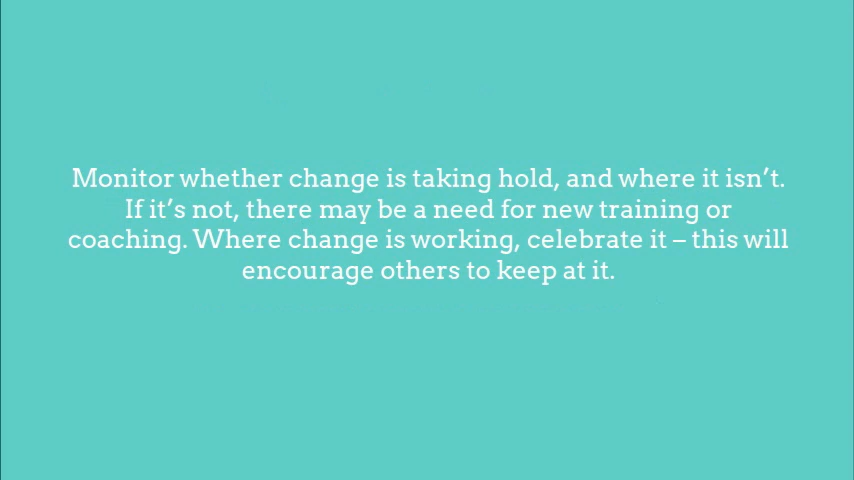 Monitor whether change is taking hold, and where it isn’t.
If it’s not, there may be a need for new training or
coaching. Where change is working, celebrate it – this will
encourage others to keep at it.